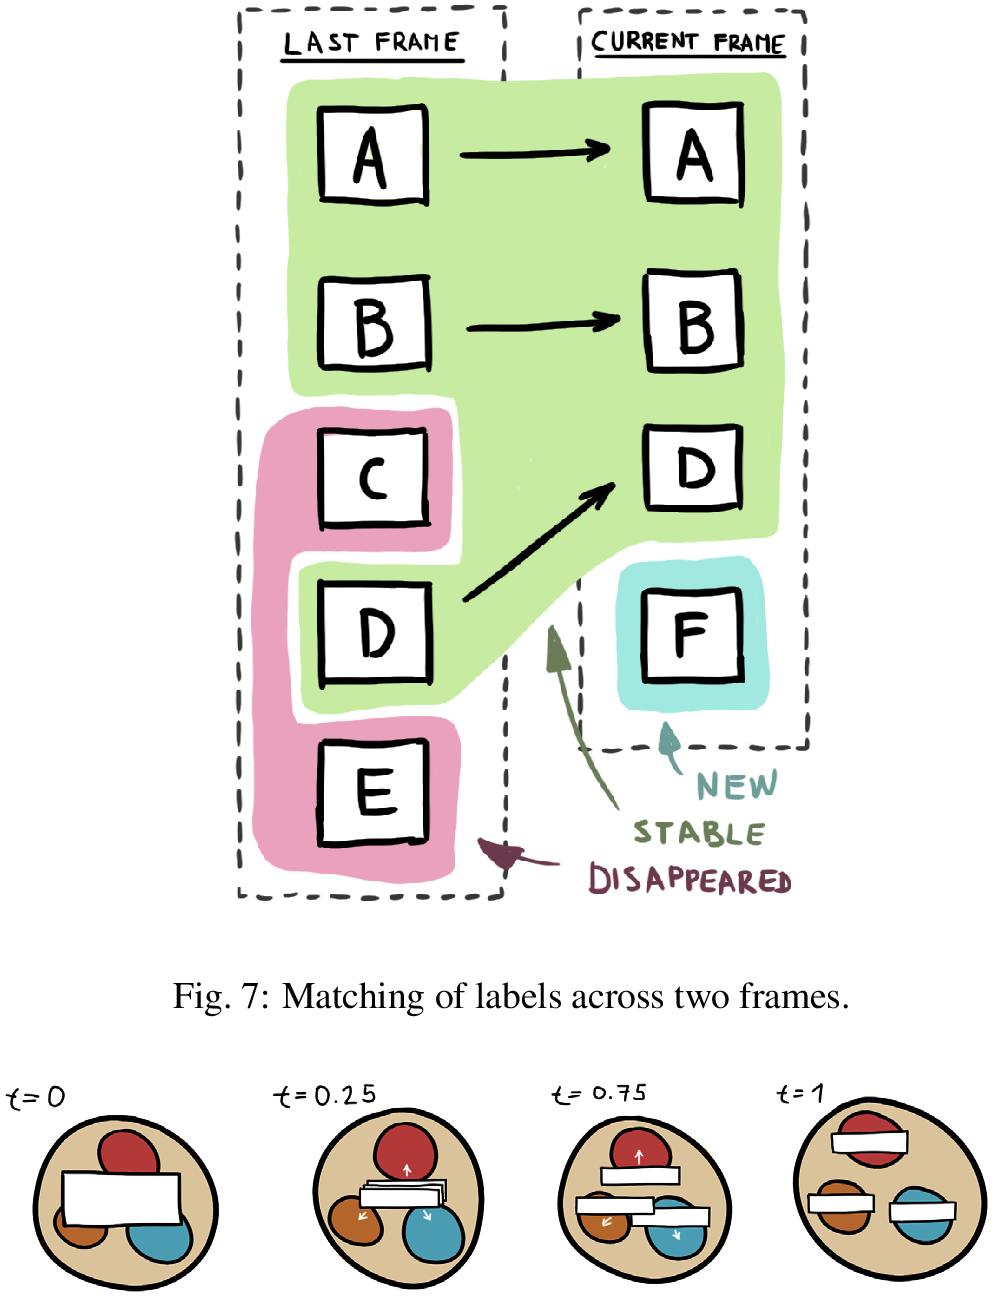 LAST FRAME
CURRENT FRAME
A
A
B
B
C
D
D
F
E
NEW
STABLE
DISAPPEARED
Fig. 7: Matching of labels across two frames.
t=0
t=0.25
t=0.75
t=1